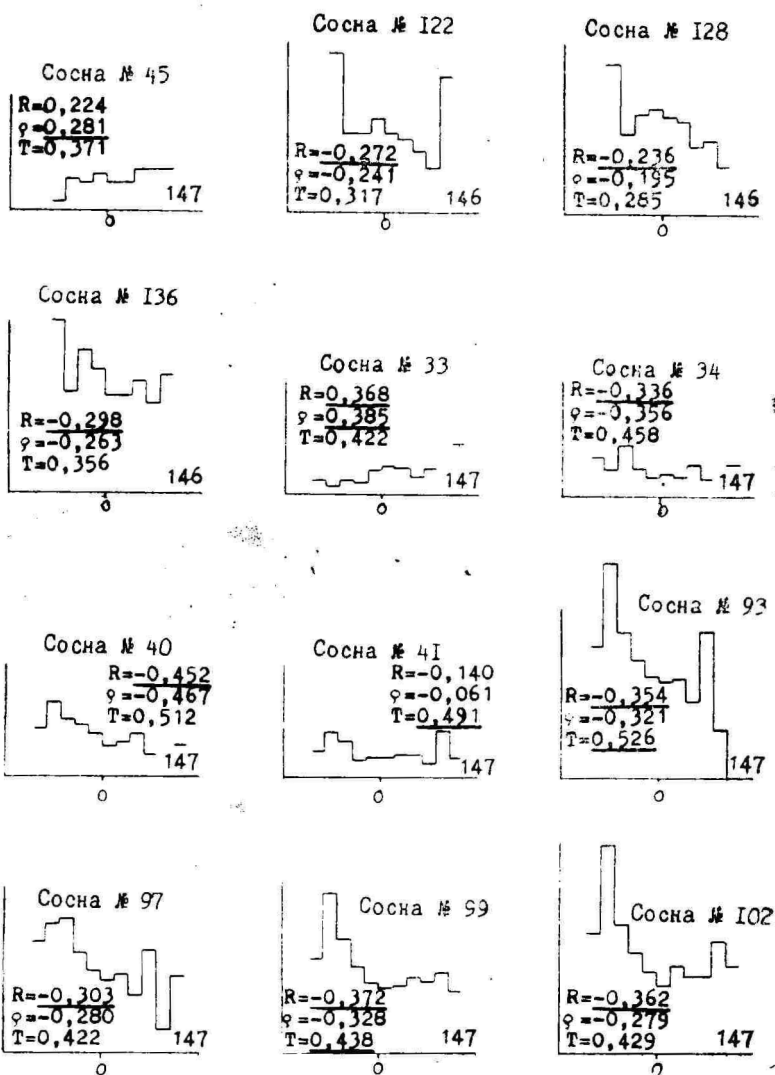 Сосна № 45
R=0,224
ρ=0,281
T=0,371
147
0
Сосна № I22
R=-0,272
ρ=-0,241
T=0,317
146
0
Сосна № I28
R=-0,236
ρ=-0,195
T=0,285
146
0
Сосна № I36
R=-0,298
ρ=-0,263
T=0,356
146
0
Сосна № 33
R=0,368
ρ=0,385
T=0,422
147
0
Сосна № 34
R=-0,336
ρ=-0,356
T=0,458
147
0
Сосна № 40
R=-0,452
ρ=-0,467
T=0,512
147
0
Сосна № 4I
R=-0,140
ρ=-0,061
T=0,491
147
0
Сосна № 93
R=-0,354
ρ=-0,321
T=0,526
147
0
Сосна № 97
R=-0,303
ρ=-0,280
T=0,422
147
0
Сосна № 99
R=-0,372
ρ=-0,328
T=0,438
147
0
Сосна № I02
R=-0,362
ρ=-0,279
T=0,429
147
0